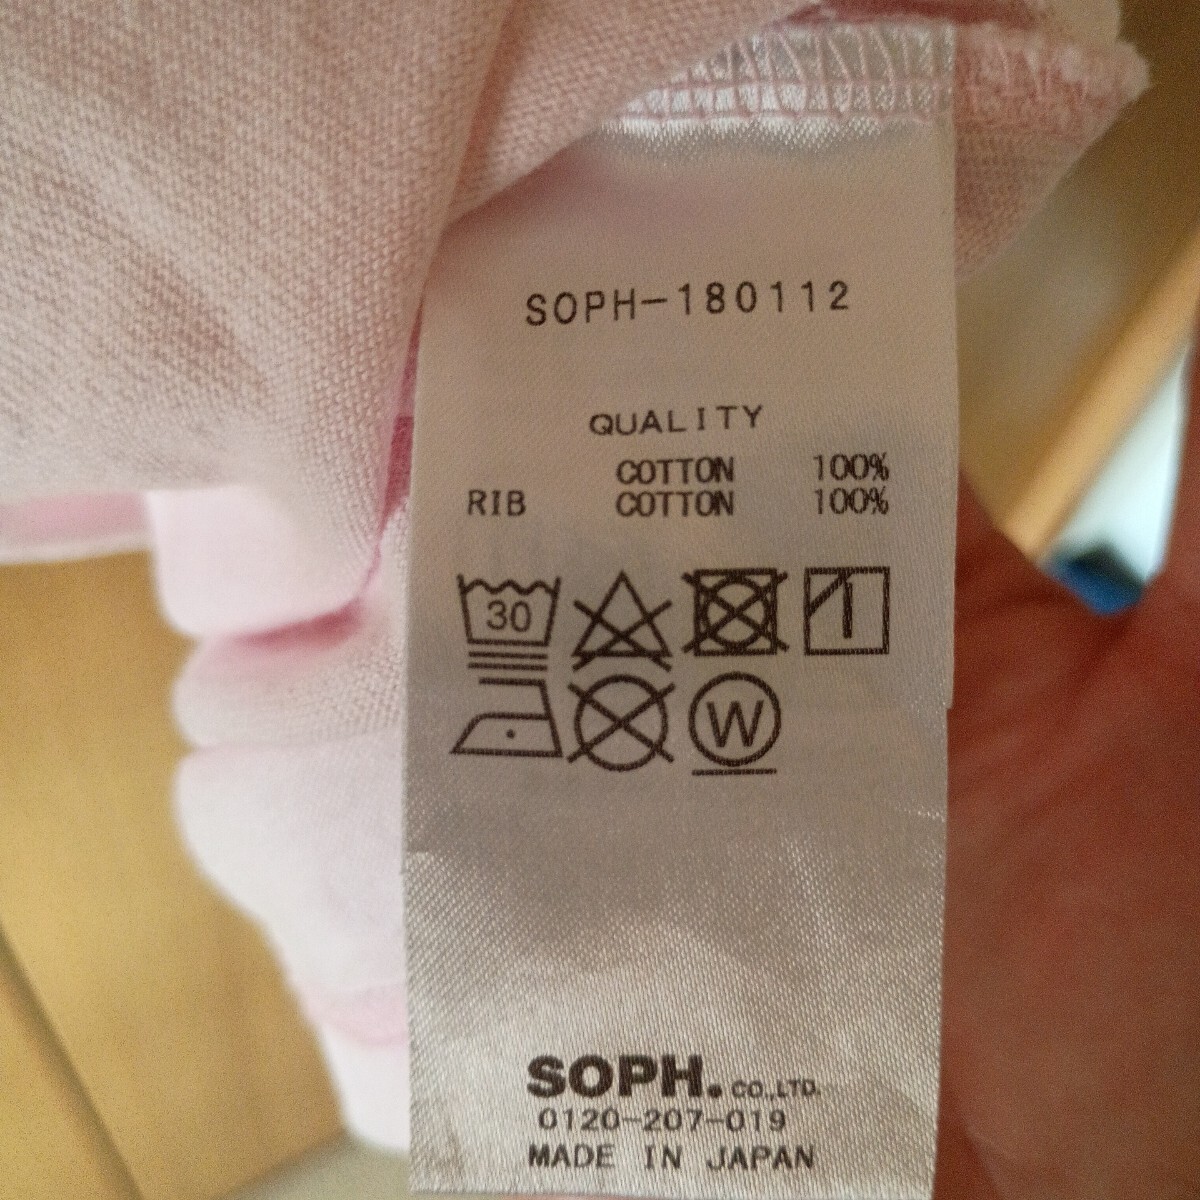 SOPH-180112
QUALITY
COTTON 100%
RIB COTTON 100%
30
W
SOPH. CO.,LTD.
0120-207-019
MADE IN JAPAN